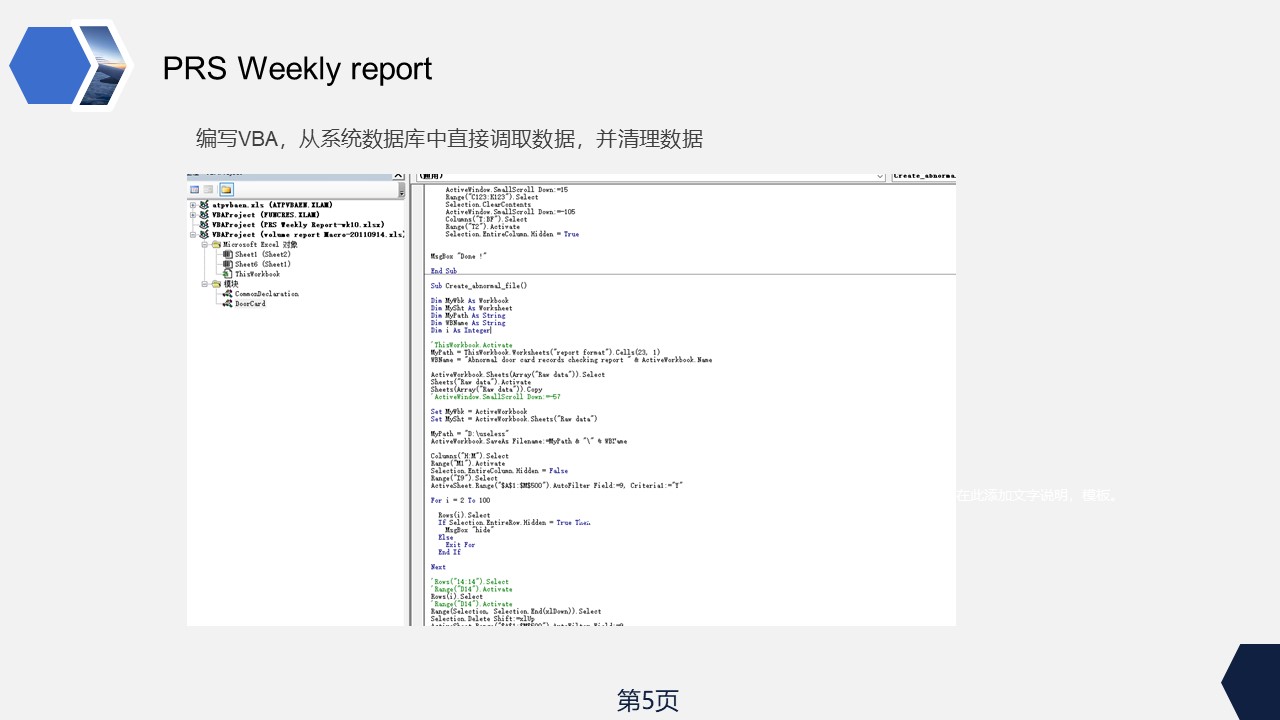 PRS Weekly report
编写VBA，从系统数据库中直接调取数据，并清理数据
(通用)
Create_abnorma
atpvbaen.xls (ATPVBAEN.XLAM)
VBAProject (FUNCRES.XLAM)
VBAProject (PRS Weekly Report-wk10.xlsx)
VBAProject (volume report Macro-20110914.xls)
Microsoft Excel 对象
Sheet1 (Sheet2)
Sheet6 (Sheet1)
ThisWorkbook
模块
CommonDeclaration
DoorCard
ActiveWindow.SmallScroll Down:=15
Range("C123:E123").Select
Selection.ClearContents
ActiveWindow.SmallScroll Down:=-105
Columns("T:BF").Select
Range("T2").Activate
Selection.EntireColumn.Hidden = True
MsgBox "Done !"
End Sub
Sub Create_abnormal_file()
Dim MyWbk As Workbook
Dim MySht As Worksheet
Dim MyPath As String
Dim WBName As String
Dim i As Integer
'ThisWorkbook.Activate
MyPath = ThisWorkbook.Worksheets("report format").Cells(23, 1)
WBName = "Abnormal door card records checking report " & ActiveWorkbook.Name
ActiveWorkbook.Sheets(Array("Raw data")).Select
Sheets("Raw data").Activate
Sheets(Array("Raw data")).Copy
'ActiveWindow.SmallScroll Down:=-57
Set MyWbk = ActiveWorkbook
Set MySht = ActiveWorkbook.Sheets("Raw data")
MyPath = "D:\useless"
ActiveWorkbook.SaveAs Filename:=MyPath & "\" & WBName
Columns("H:M").Select
Range("M1").Activate
Selection.EntireColumn.Hidden = False
Range("I9").Select
ActiveSheet.Range("$A$1:$M$500").AutoFilter Field:=9, Criteria1:="Y"
For i = 2 To 100
Rows(i).Select
If Selection.EntireRow.Hidden = True Then
MsgBox "hide"
Else
Exit For
End If
Next
'Rows("14:14").Select
'Range("D14").Activate
Rows(i).Select
'Range("D14").Activate
Range(Selection, Selection.End(xlDown)).Select
Selection.Delete Shift:=xlUp
在此添加文字说明，模板。
第5页